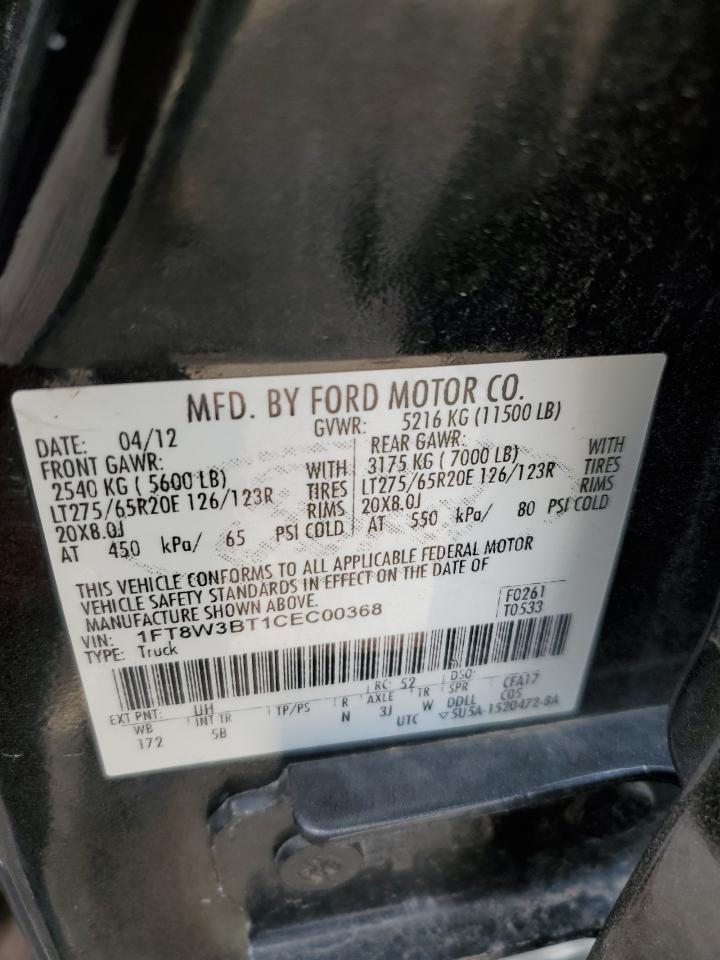 MFD. BY FORD MOTOR CO.
DATE: 04/12 GVWR: 5216 KG (11500 LB)
FRONT GAWR: REAR GAWR:
2540 KG ( 5600 LB) WITH 3175 KG ( 7000 LB) WITH
LT275/65R20E 126/123R TIRES LT275/65R20E 126/123R TIRES
20X8.0J RIMS 20X8.0J RIMS
AT 450 kPa/ 65 PSI COLD AT 550 kPa/ 80 PSI COLD
THIS VEHICLE CONFORMS TO ALL APPLICABLE FEDERAL MOTOR
VEHICLE SAFETY STANDARDS IN EFFECT ON THE DATE OF
MANUFACTURE SHOWN ABOVE.
VIN: 1FT8W3BT1CEC00368 F0261
TYPE: Truck T0533
EXT PNT: UH RC: 52 DSO:
WB INT TR TP/PS R AXLE TR SPR CFA17
172 5B N 3J W DDLL C05
UTC ▽5U5A-1520472-BA